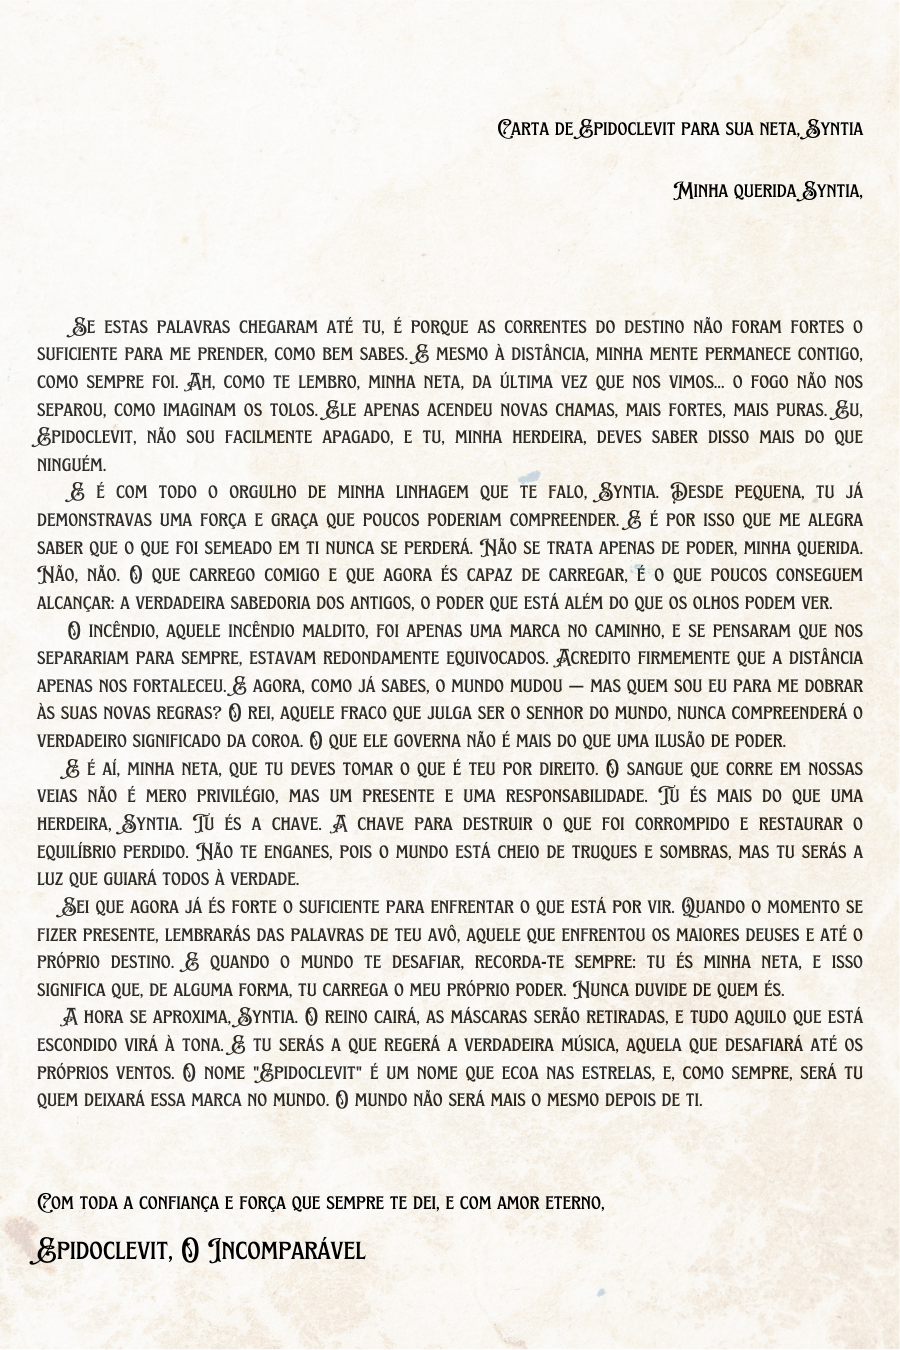 Carta de Epidoclevit para sua neta, Syntia
Minha querida Syntia,
Se estas palavras chegaram até tu, é porque as correntes do destino não foram fortes o
suficiente para me prender, como bem sabes. E mesmo à distância, minha mente permanece contigo,
como sempre foi. Ah, como te lembro, minha neta, da última vez que nos vimos... o fogo não nos
separou, como imaginam os tolos. Ele apenas acendeu novas chamas, mais fortes, mais puras. Eu,
Epidoclevit, não sou facilmente apagado, e tu, minha herdeira, deves saber disso mais do que
ninguém.
E é com todo o orgulho de minha linhagem que te falo, Syntia. Desde pequena, tu já
demonstravas uma força e graça que poucos poderiam compreender. E é por isso que me alegra
saber que o que foi semeado em ti nunca se perderá. Não se trata apenas de poder, minha querida.
Não, não. O que carrego comigo e que agora és capaz de carregar, é o que poucos conseguem
alcançar: a verdadeira sabedoria dos antigos, o poder que está além do que os olhos podem ver.
O incêndio, aquele incêndio maldito, foi apenas uma marca no caminho, e se pensaram que nos
separariam para sempre, estavam redondamente equivocados. Acredito firmemente que a distância
apenas nos fortaleceu. E agora, como já sabes, o mundo mudou — mas quem sou eu para me dobrar
às suas novas regras? O rei, aquele fraco que julga ser o senhor do mundo, nunca compreenderá o
verdadeiro significado da coroa. O que ele governa não é mais do que uma ilusão de poder.
E é aí, minha neta, que tu deves tomar o que é teu por direito. O sangue que corre em nossas
veias não é mero privilégio, mas um presente e uma responsabilidade. Tu és mais do que uma
herdeira, Syntia. Tu és a chave. A chave para destruir o que foi corrompido e restaurar o
equilíbrio perdido. Não te enganes, pois o mundo está cheio de truques e sombras, mas tu serás a
luz que guiará todos à verdade.
Sei que agora já és forte o suficiente para enfrentar o que está por vir. Quando o momento se
fizer presente, lembrarás das palavras de teu avô, aquele que enfrentou os maiores deuses e até o
próprio destino. E quando o mundo te desafiar, recorda-te sempre: tu és minha neta, e isso
significa que, de alguma forma, tu carrega o meu próprio poder. Nunca duvide de quem és.
A hora se aproxima, Syntia. O reino cairá, as máscaras serão retiradas, e tudo aquilo que está
escondido virá à tona. E tu serás a que regerá a verdadeira música, aquela que desafiará até os
próprios ventos. O nome "Epidoclevit" é um nome que ecoa nas estrelas, e, como sempre, será tu
quem deixará essa marca no mundo. O mundo não será mais o mesmo depois de ti.
Com toda a confiança e força que sempre te dei, e com amor eterno,
Epidoclevit, O Incomparável